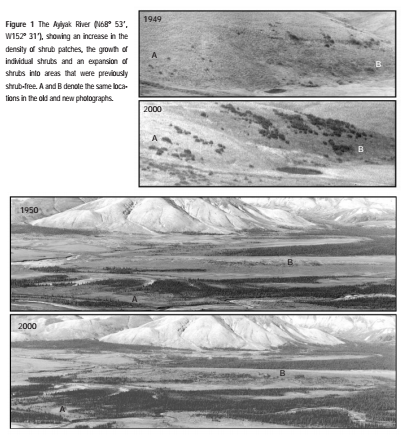 Figure 1 The Ayiyak River (N68° 53’,
W152° 31’), showing an increase in the
density of shrub patches, the growth of
individual shrubs and an expansion of
shrubs into areas that were previously
shrub-free. A and B denote the same loca-
tions in the old and new photographs.
1949
A
B
2000
A
B
1950
B
A
2000
B
A